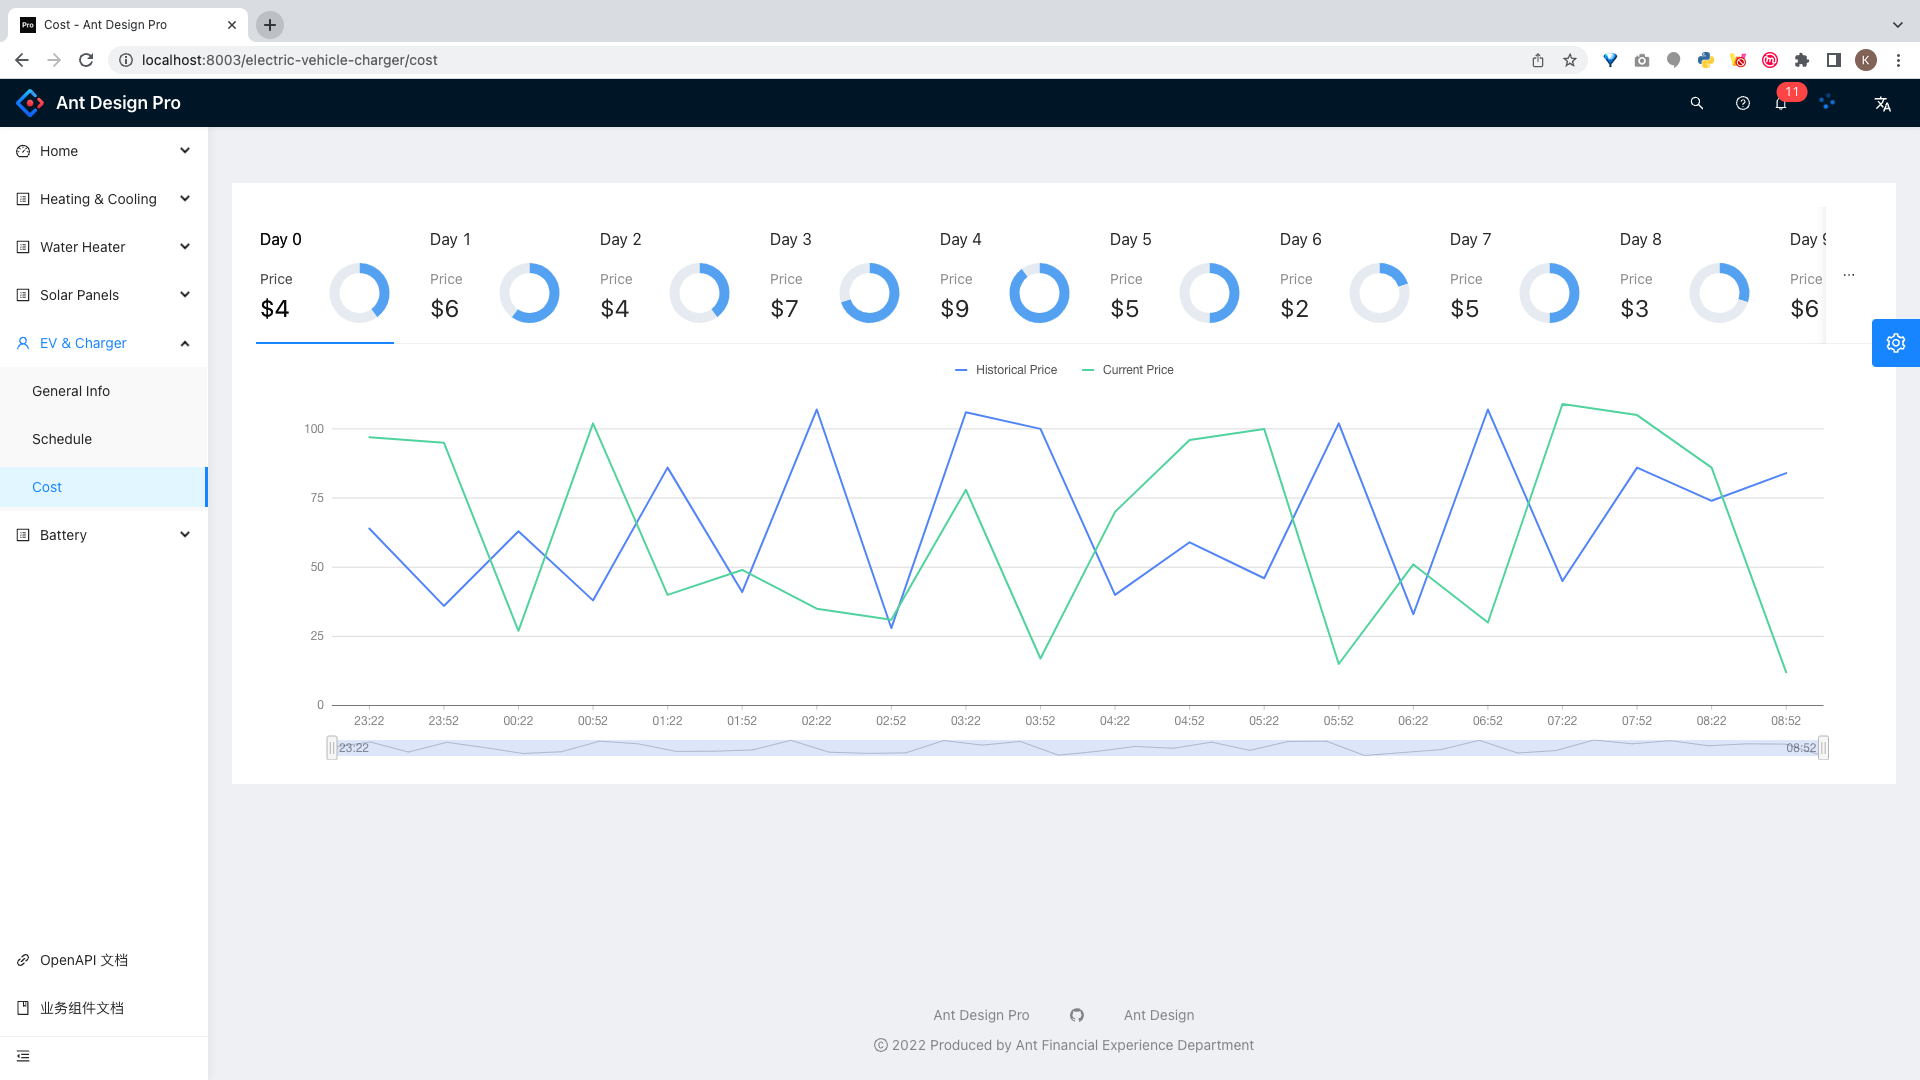 Pro Cost - Ant Design Pro
localhost:8003/electric-vehicle-charger/cost
K
Ant Design Pro
11
Home
Heating & Cooling
Water Heater
Solar Panels
EV & Charger
General Info
Schedule
Cost
Battery
OpenAPI 文档
业务组件文档
Day 0 Day 1 Day 2 Day 3 Day 4 Day 5 Day 6 Day 7 Day 8 Day 9
Price Price Price Price Price Price Price Price Price Price
$4 $6 $4 $7 $9 $5 $2 $5 $3 $6
...
Historical Price Current Price
100
75
50
25
0
23:22 23:52 00:22 00:52 01:22 01:52 02:22 02:52 03:22 03:52 04:22 04:52 05:22 05:52 06:22 06:52 07:22 07:52 08:22 08:52
23:22 08:52
Ant Design Pro Ant Design
© 2022 Produced by Ant Financial Experience Department